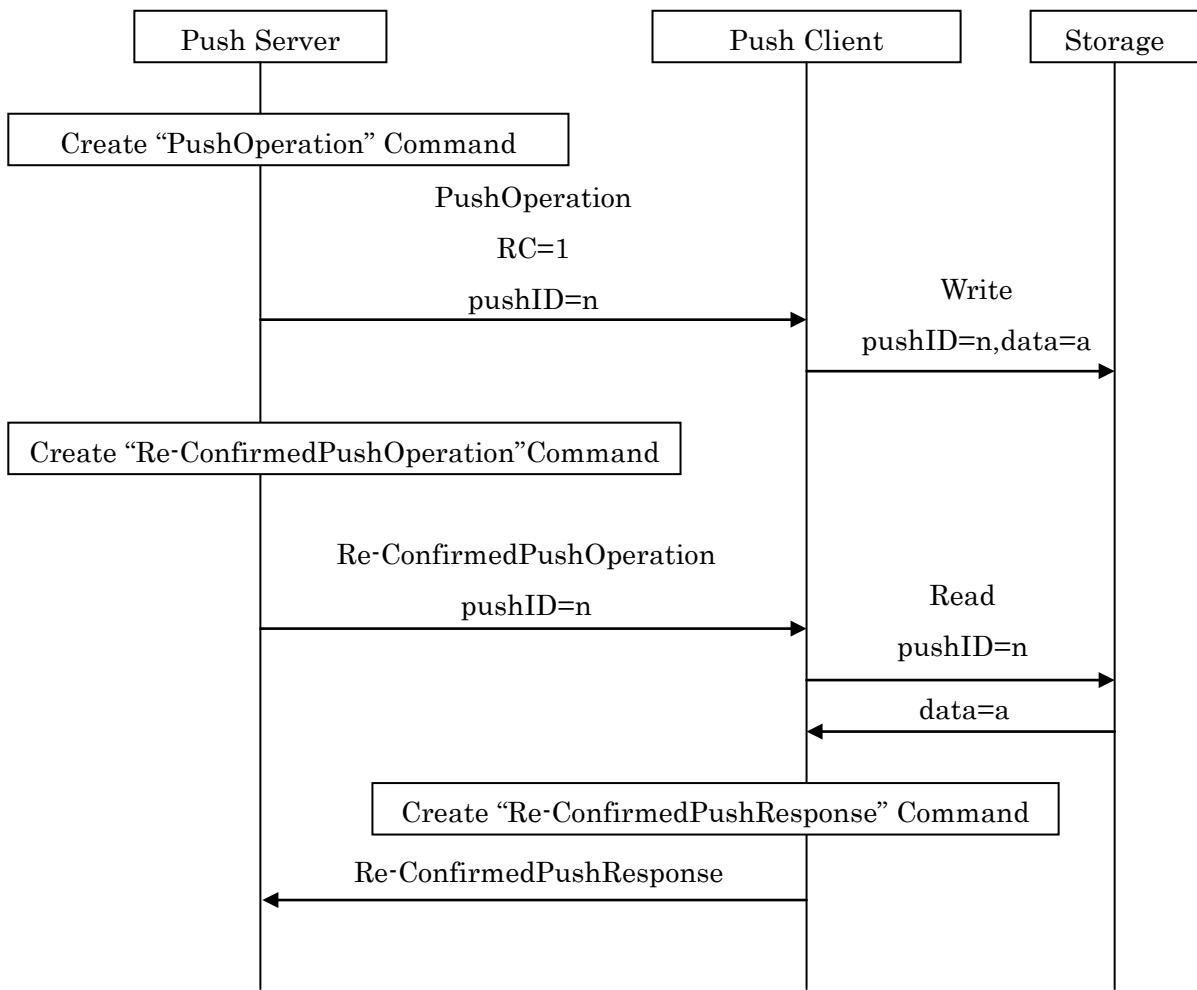 Push Server
Push Client
Storage
Create “PushOperation” Command
PushOperation
RC=1
pushID=n
Write
pushID=n,data=a
Create “Re-ConfirmedPushOperation”Command
Re-ConfirmedPushOperation
pushID=n
Read
pushID=n
data=a
Create “Re-ConfirmedPushResponse” Command
Re-ConfirmedPushResponse